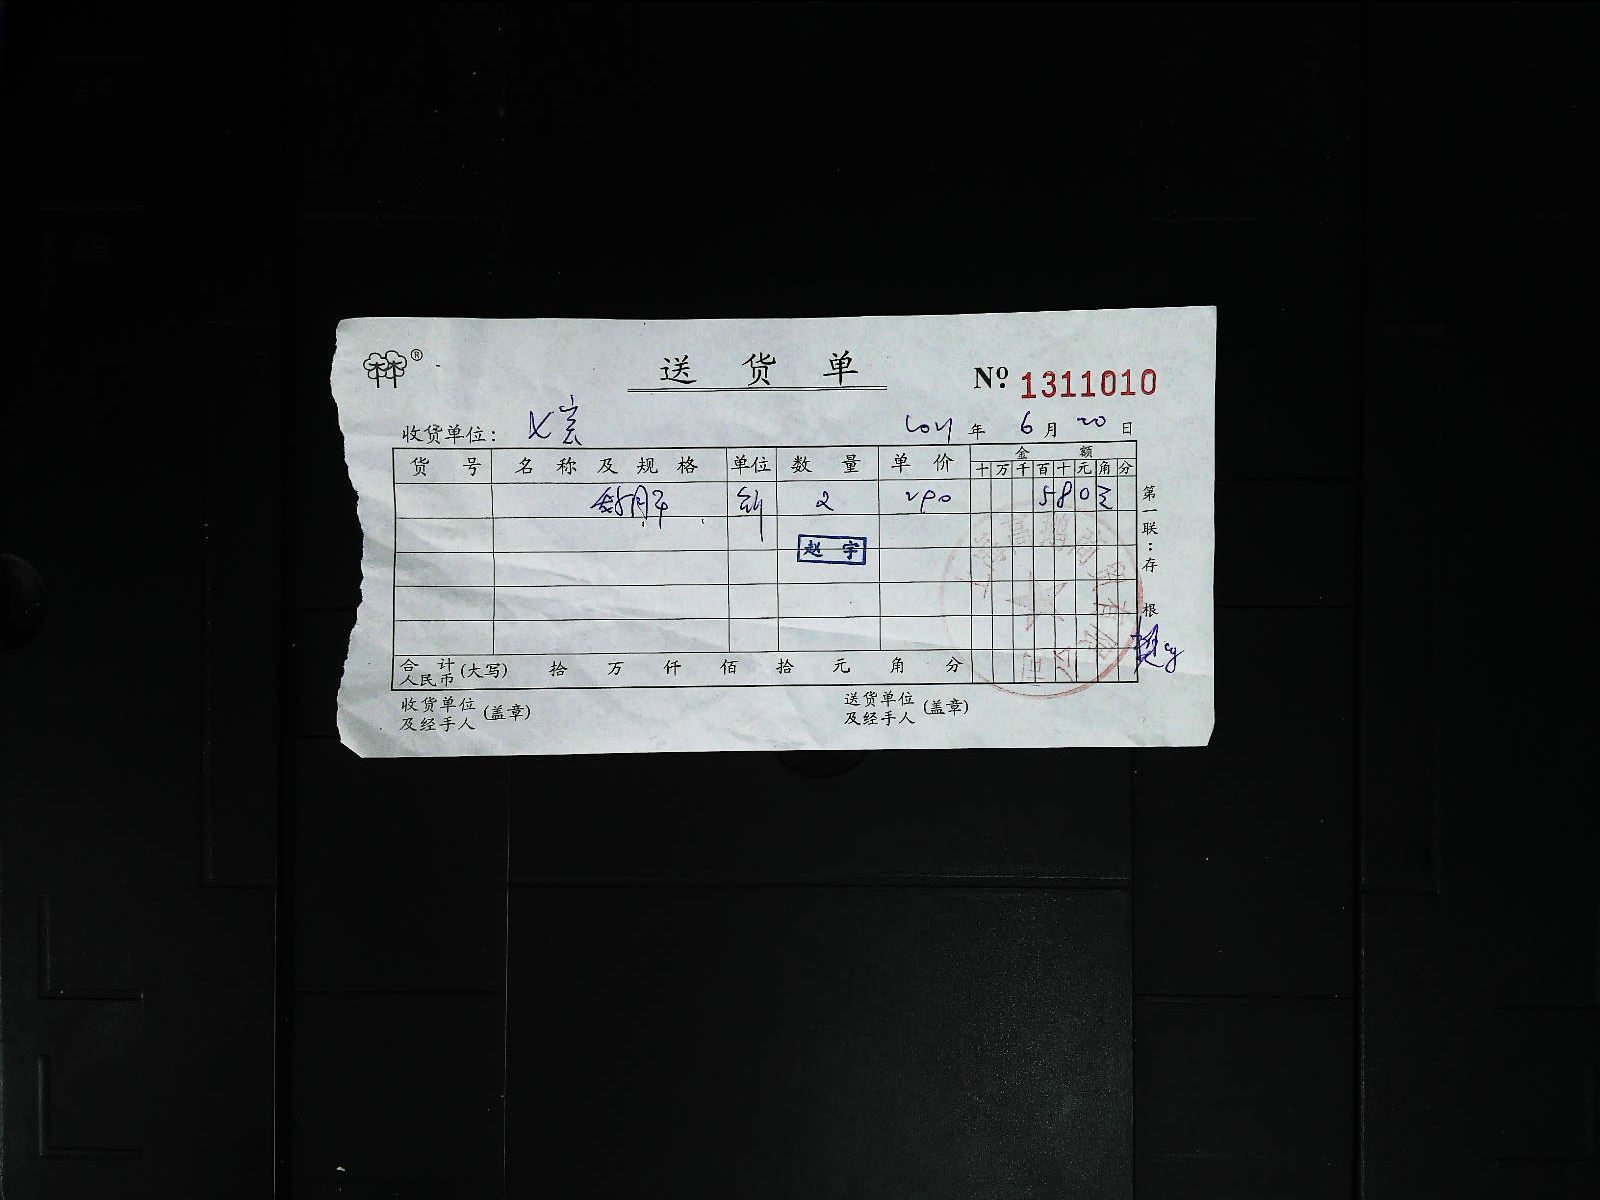 ®
送 货 单
№ 1311010
收货单位：
年 6 月 20 日
货 号 名 称 及 规 格 单位 数 量 单 价 金 额
十 万 千 百 十 元 角 分
2 290 580
赵 宇
第一联：存 根
合 计 人民币 (大写) 拾 万 仟 佰 拾 元 角 分
收货单位及经手人 (盖章)
送货单位及经手人 (盖章)